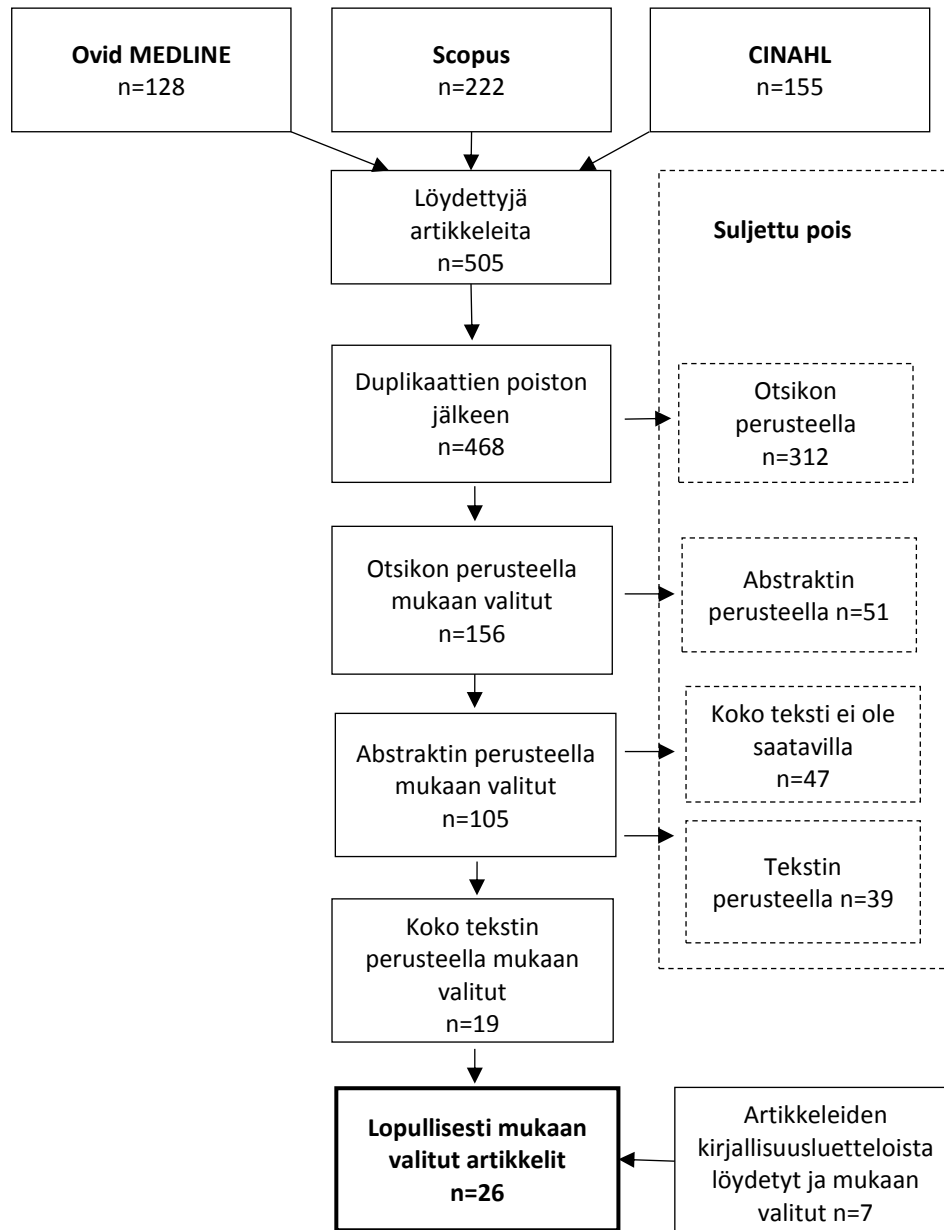 Ovid MEDLINE
n=128
Scopus
n=222
CINAHL
n=155
Löydettyjä
artikkeleita
n=505
Suljettu pois
Duplikaattien poiston
jälkeen
n=468
Otsikon
perusteella
n=312
Otsikon perusteella
mukaan valitut
n=156
Abstraktin
perusteella n=51
Abstraktin perusteella
mukaan valitut
n=105
Koko teksti ei ole
saatavilla
n=47
Tekstin
perusteella n=39
Koko tekstin
perusteella mukaan
valitut
n=19
Lopullisesti mukaan
valitut artikkelit
n=26
Artikkeleiden
kirjallisuusluetteloista
löydetyt ja mukaan
valitut n=7